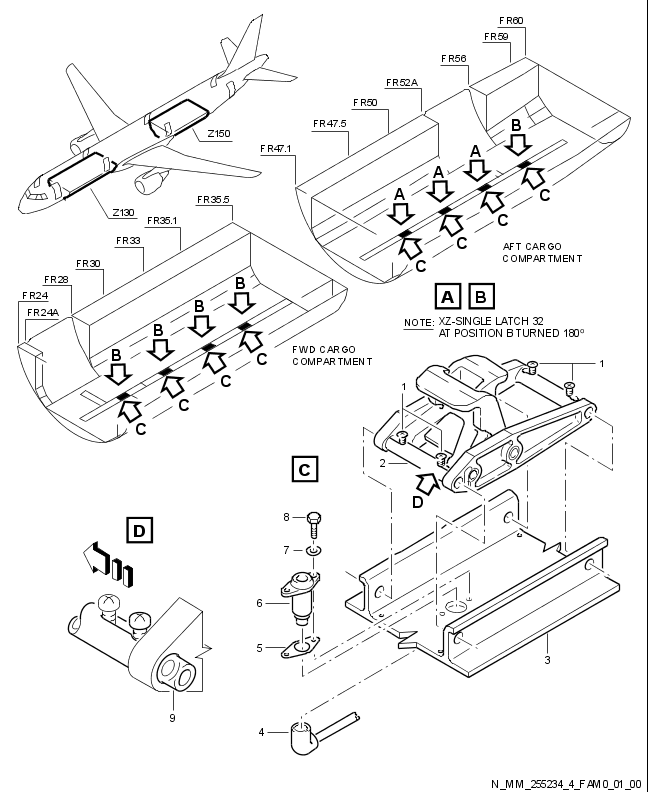 FR60
FR59
FR56
FR52A
FR50
FR47.5
FR47.1
Z150
Z130
B
A
A
A
C
C
C
C
AFT CARGO
COMPARTMENT
FR35.5
FR35.1
FR33
FR30
FR28
FR24
FR24A
B
B
B
B
C
C
C
C
FWD CARGO
COMPARTMENT
A B
NOTE: XZ-SINGLE LATCH 32
AT POSITION B TURNED 180°
1
1
2
D
3
C
8
7
6
5
4
D
9
N_MM_255234_4_FAM0_01_00